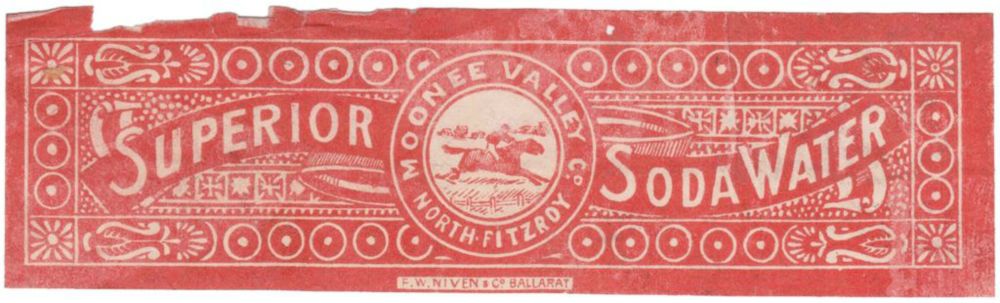 SUPERIOR
MOONEE VALLEY Co
NORTH·FITZROY
SODA WATER
F. W. NIVEN & Co BALLARAT